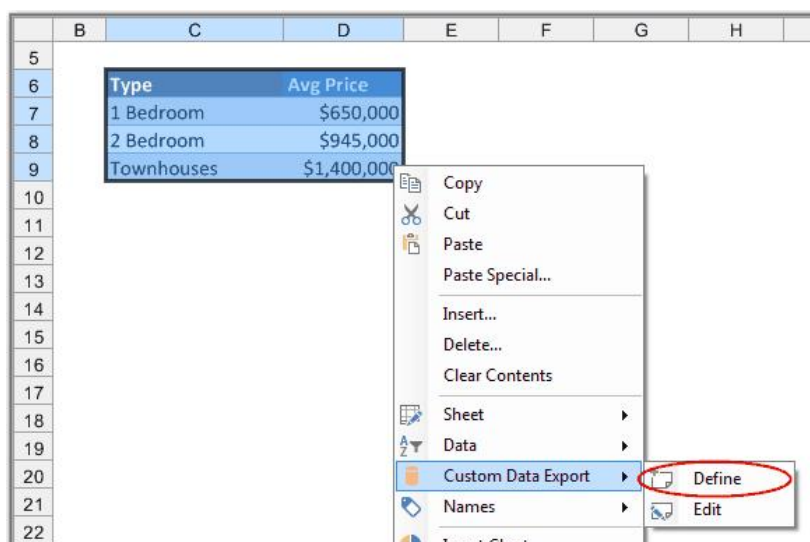 B C D E F G H
5
6 Type Avg Price
7 1 Bedroom $650,000
8 2 Bedroom $945,000
9 Townhouses $1,400,000
10
11
12
13
14
15
16
17
18
19
20
21
22
Copy
Cut
Paste
Paste Special...
Insert...
Delete...
Clear Contents
Sheet
Data
Custom Data Export
Names
Define
Edit